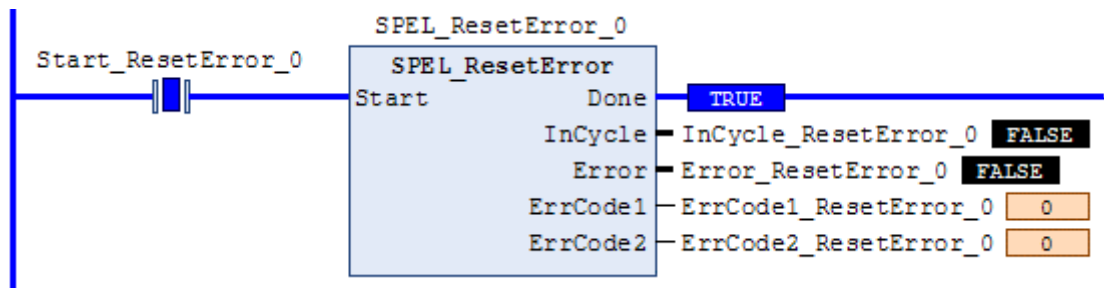 SPEL_ResetError_0
Start_ResetError_0
SPEL_ResetError
Start Done TRUE
InCycle InCycle_ResetError_0 FALSE
Error Error_ResetError_0 FALSE
ErrCode1 ErrCode1_ResetError_0 0
ErrCode2 ErrCode2_ResetError_0 0